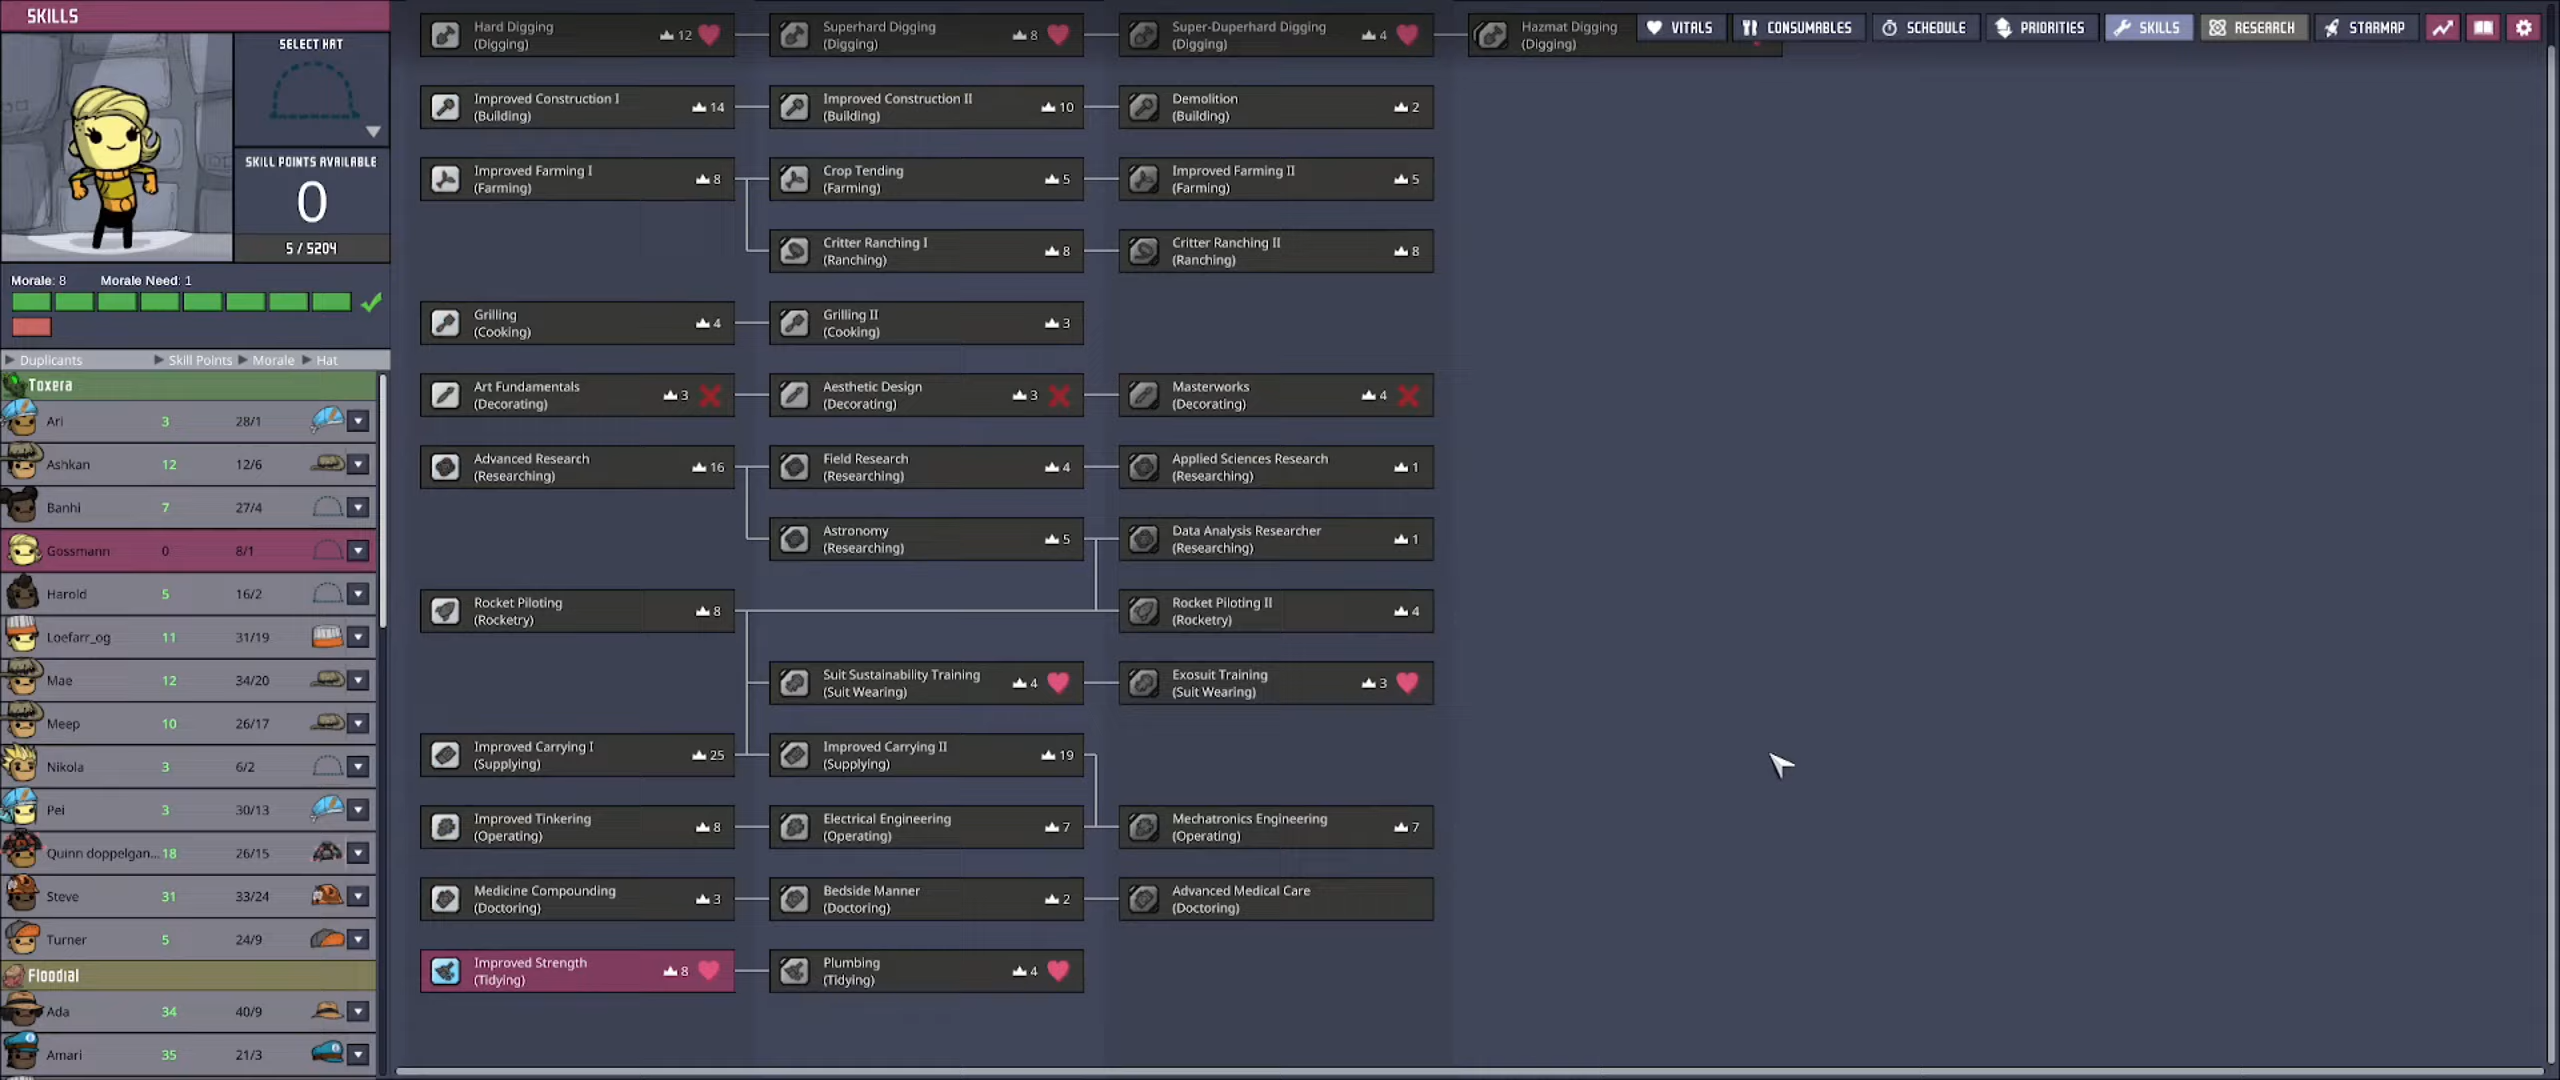 SKILLS
VITALS
CONSUMABLES
SCHEDULE
PRIORITIES
SKILLS
RESEARCH
STARMAP
SELECT HAT
SKILL POINTS AVAILABLE
0
5 / 5204
Morale: 8 Morale Need: 1
Duplicants Skill Points Morale Hat
Toxera
Ari 3 28/1
Ashkan 12 12/6
Banhi 7 27/4
Gossmann 0 8/1
Harold 5 16/2
Loefarr_og 11 31/19
Mae 12 34/20
Meep 10 26/17
Nikola 3 6/2
Pei 3 30/13
Quinn doppelgan... 18 26/15
Steve 31 33/24
Turner 5 24/9
Floodial
Ada 34 40/9
Amari 35 21/3
Hard Digging
(Digging)
12
Superhard Digging
(Digging)
8
Super-Duperhard Digging
(Digging)
4
Hazmat Digging
(Digging)
Improved Construction I
(Building)
14
Improved Construction II
(Building)
10
Demolition
(Building)
2
Improved Farming I
(Farming)
8
Crop Tending
(Farming)
5
Improved Farming II
(Farming)
5
Critter Ranching I
(Ranching)
8
Critter Ranching II
(Ranching)
8
Grilling
(Cooking)
4
Grilling II
(Cooking)
3
Art Fundamentals
(Decorating)
3
Aesthetic Design
(Decorating)
3
Masterworks
(Decorating)
4
Advanced Research
(Researching)
16
Field Research
(Researching)
4
Applied Sciences Research
(Researching)
1
Astronomy
(Researching)
5
Data Analysis Researcher
(Researching)
1
Rocket Piloting
(Rocketry)
8
Rocket Piloting II
(Rocketry)
4
Suit Sustainability Training
(Suit Wearing)
4
Exosuit Training
(Suit Wearing)
3
Improved Carrying I
(Supplying)
25
Improved Carrying II
(Supplying)
19
Improved Tinkering
(Operating)
8
Electrical Engineering
(Operating)
7
Mechatronics Engineering
(Operating)
7
Medicine Compounding
(Doctoring)
3
Bedside Manner
(Doctoring)
2
Advanced Medical Care
(Doctoring)
Improved Strength
(Tidying)
8
Plumbing
(Tidying)
4